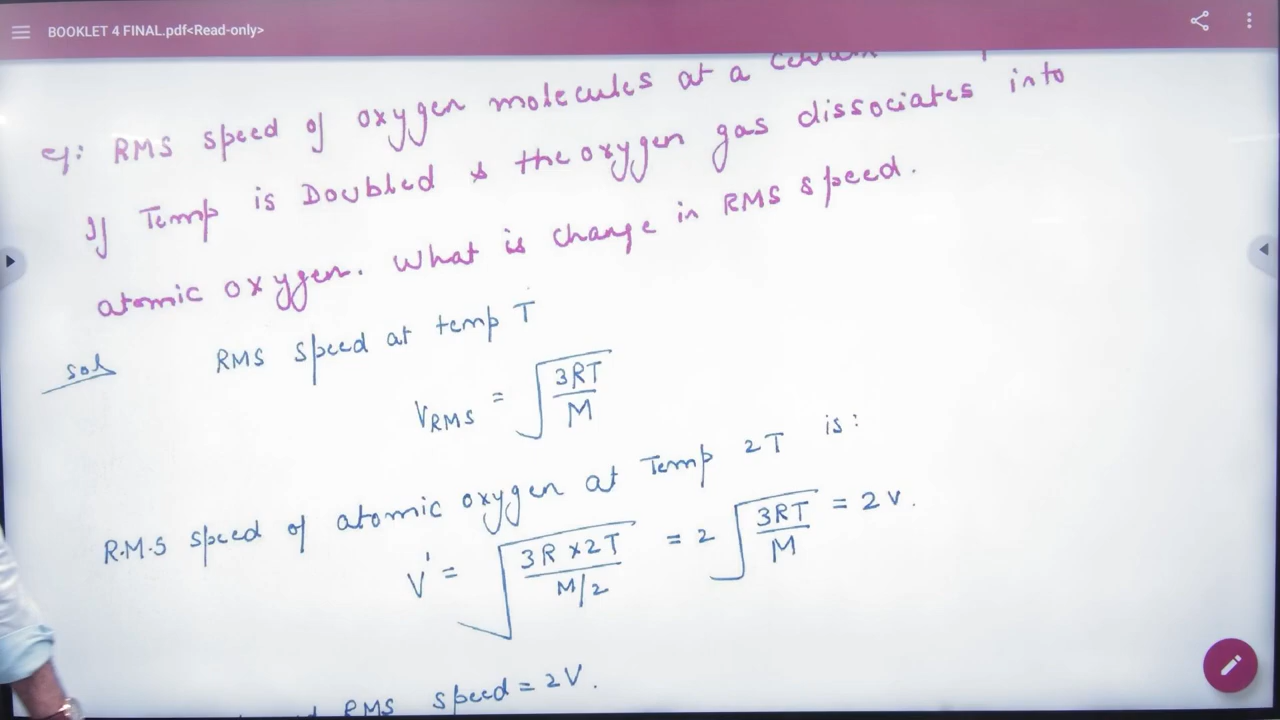 BOOKLET 4 FINAL.pdf<Read-only>
eg: RMS speed of oxygen molecules at a
If Temp is Doubled & the oxygen gas dissociates into
atomic oxygen. What is change in RMS speed.
sol RMS speed at temp T
V_RMS = √(3RT/M)
R.M.S speed of atomic oxygen at Temp 2T is:
V' = √(3R×2T/(M/2)) = 2√(3RT/M) = 2v.
RMS speed = 2V.